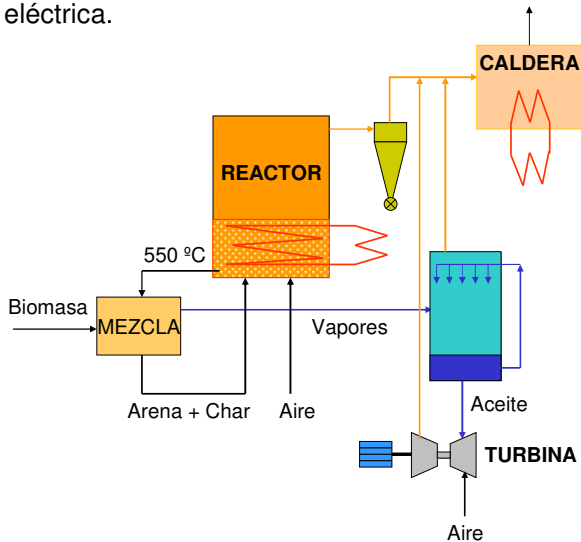 eléctrica.
CALDERA
REACTOR
550 ºC
Biomasa
MEZCLA
Vapores
Arena + Char
Aire
Aceite
TURBINA
Aire